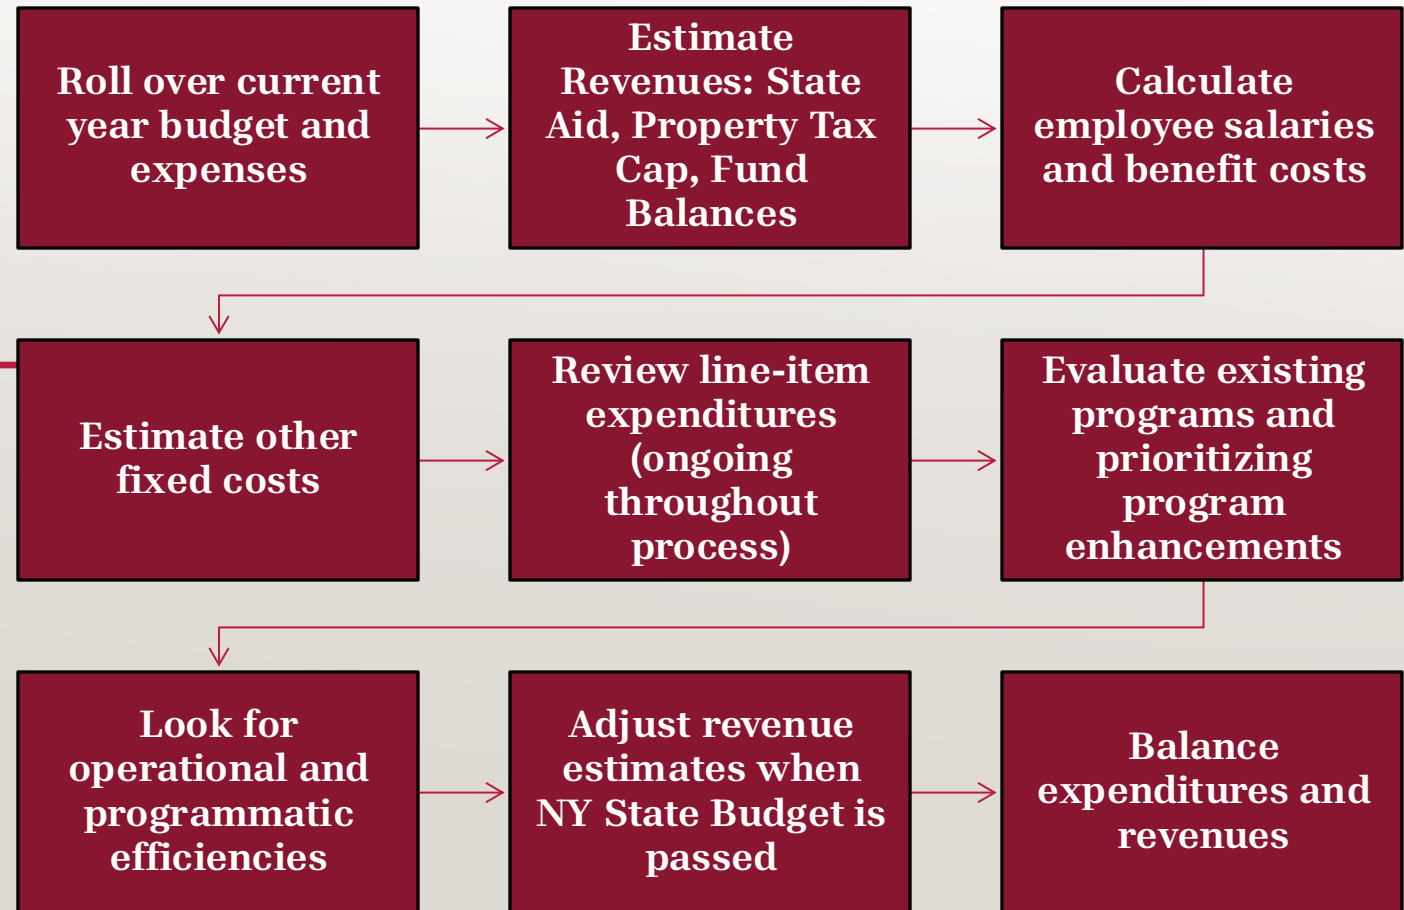 Roll over current
year budget and
expenses
Estimate
Revenues: State
Aid, Property Tax
Cap, Fund
Balances
Calculate
employee salaries
and benefit costs
Estimate other
fixed costs
Review line-item
expenditures
(ongoing
throughout
process)
Evaluate existing
programs and
prioritizing
program
enhancements
Look for
operational and
programmatic
efficiencies
Adjust revenue
estimates when
NY State Budget is
passed
Balance
expenditures and
revenues